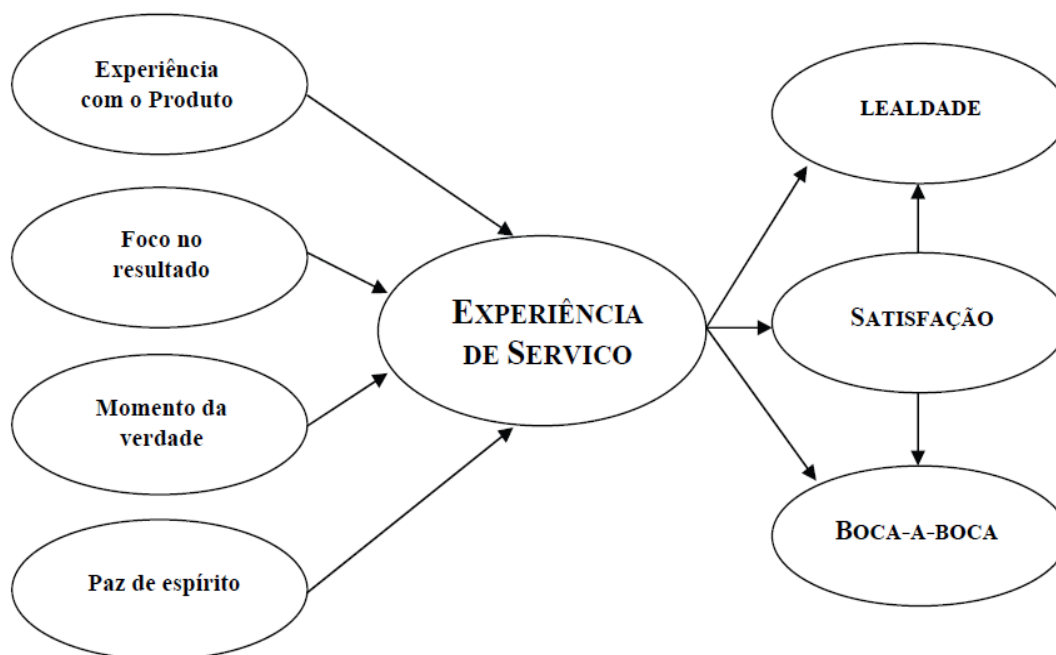 Experiência
com o Produto
Foco no
resultado
Momento da
verdade
Paz de espírito
EXPERIÊNCIA
DE SERVICO
LEALDADE
SATISFAÇÃO
BOCA-A-BOCA